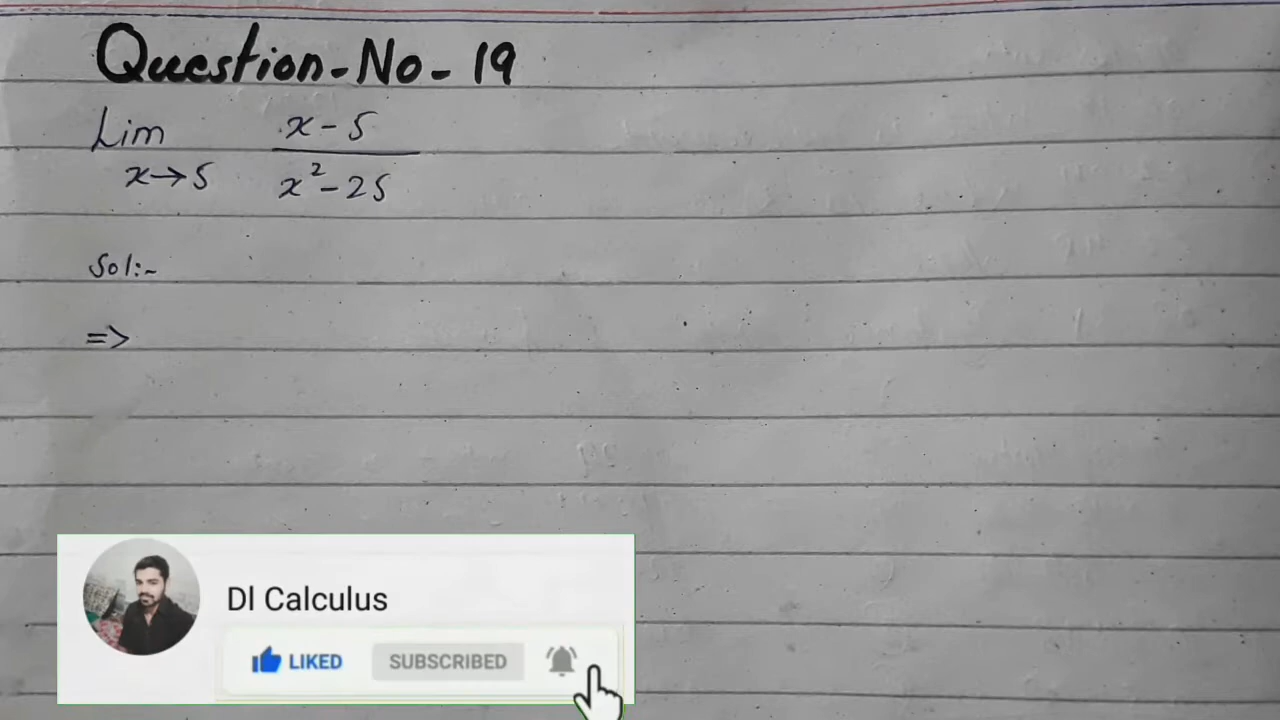 Question-No-19
Lim x-5
x→5 x²-25
Sol:~
=>
Dl Calculus
LIKED SUBSCRIBED